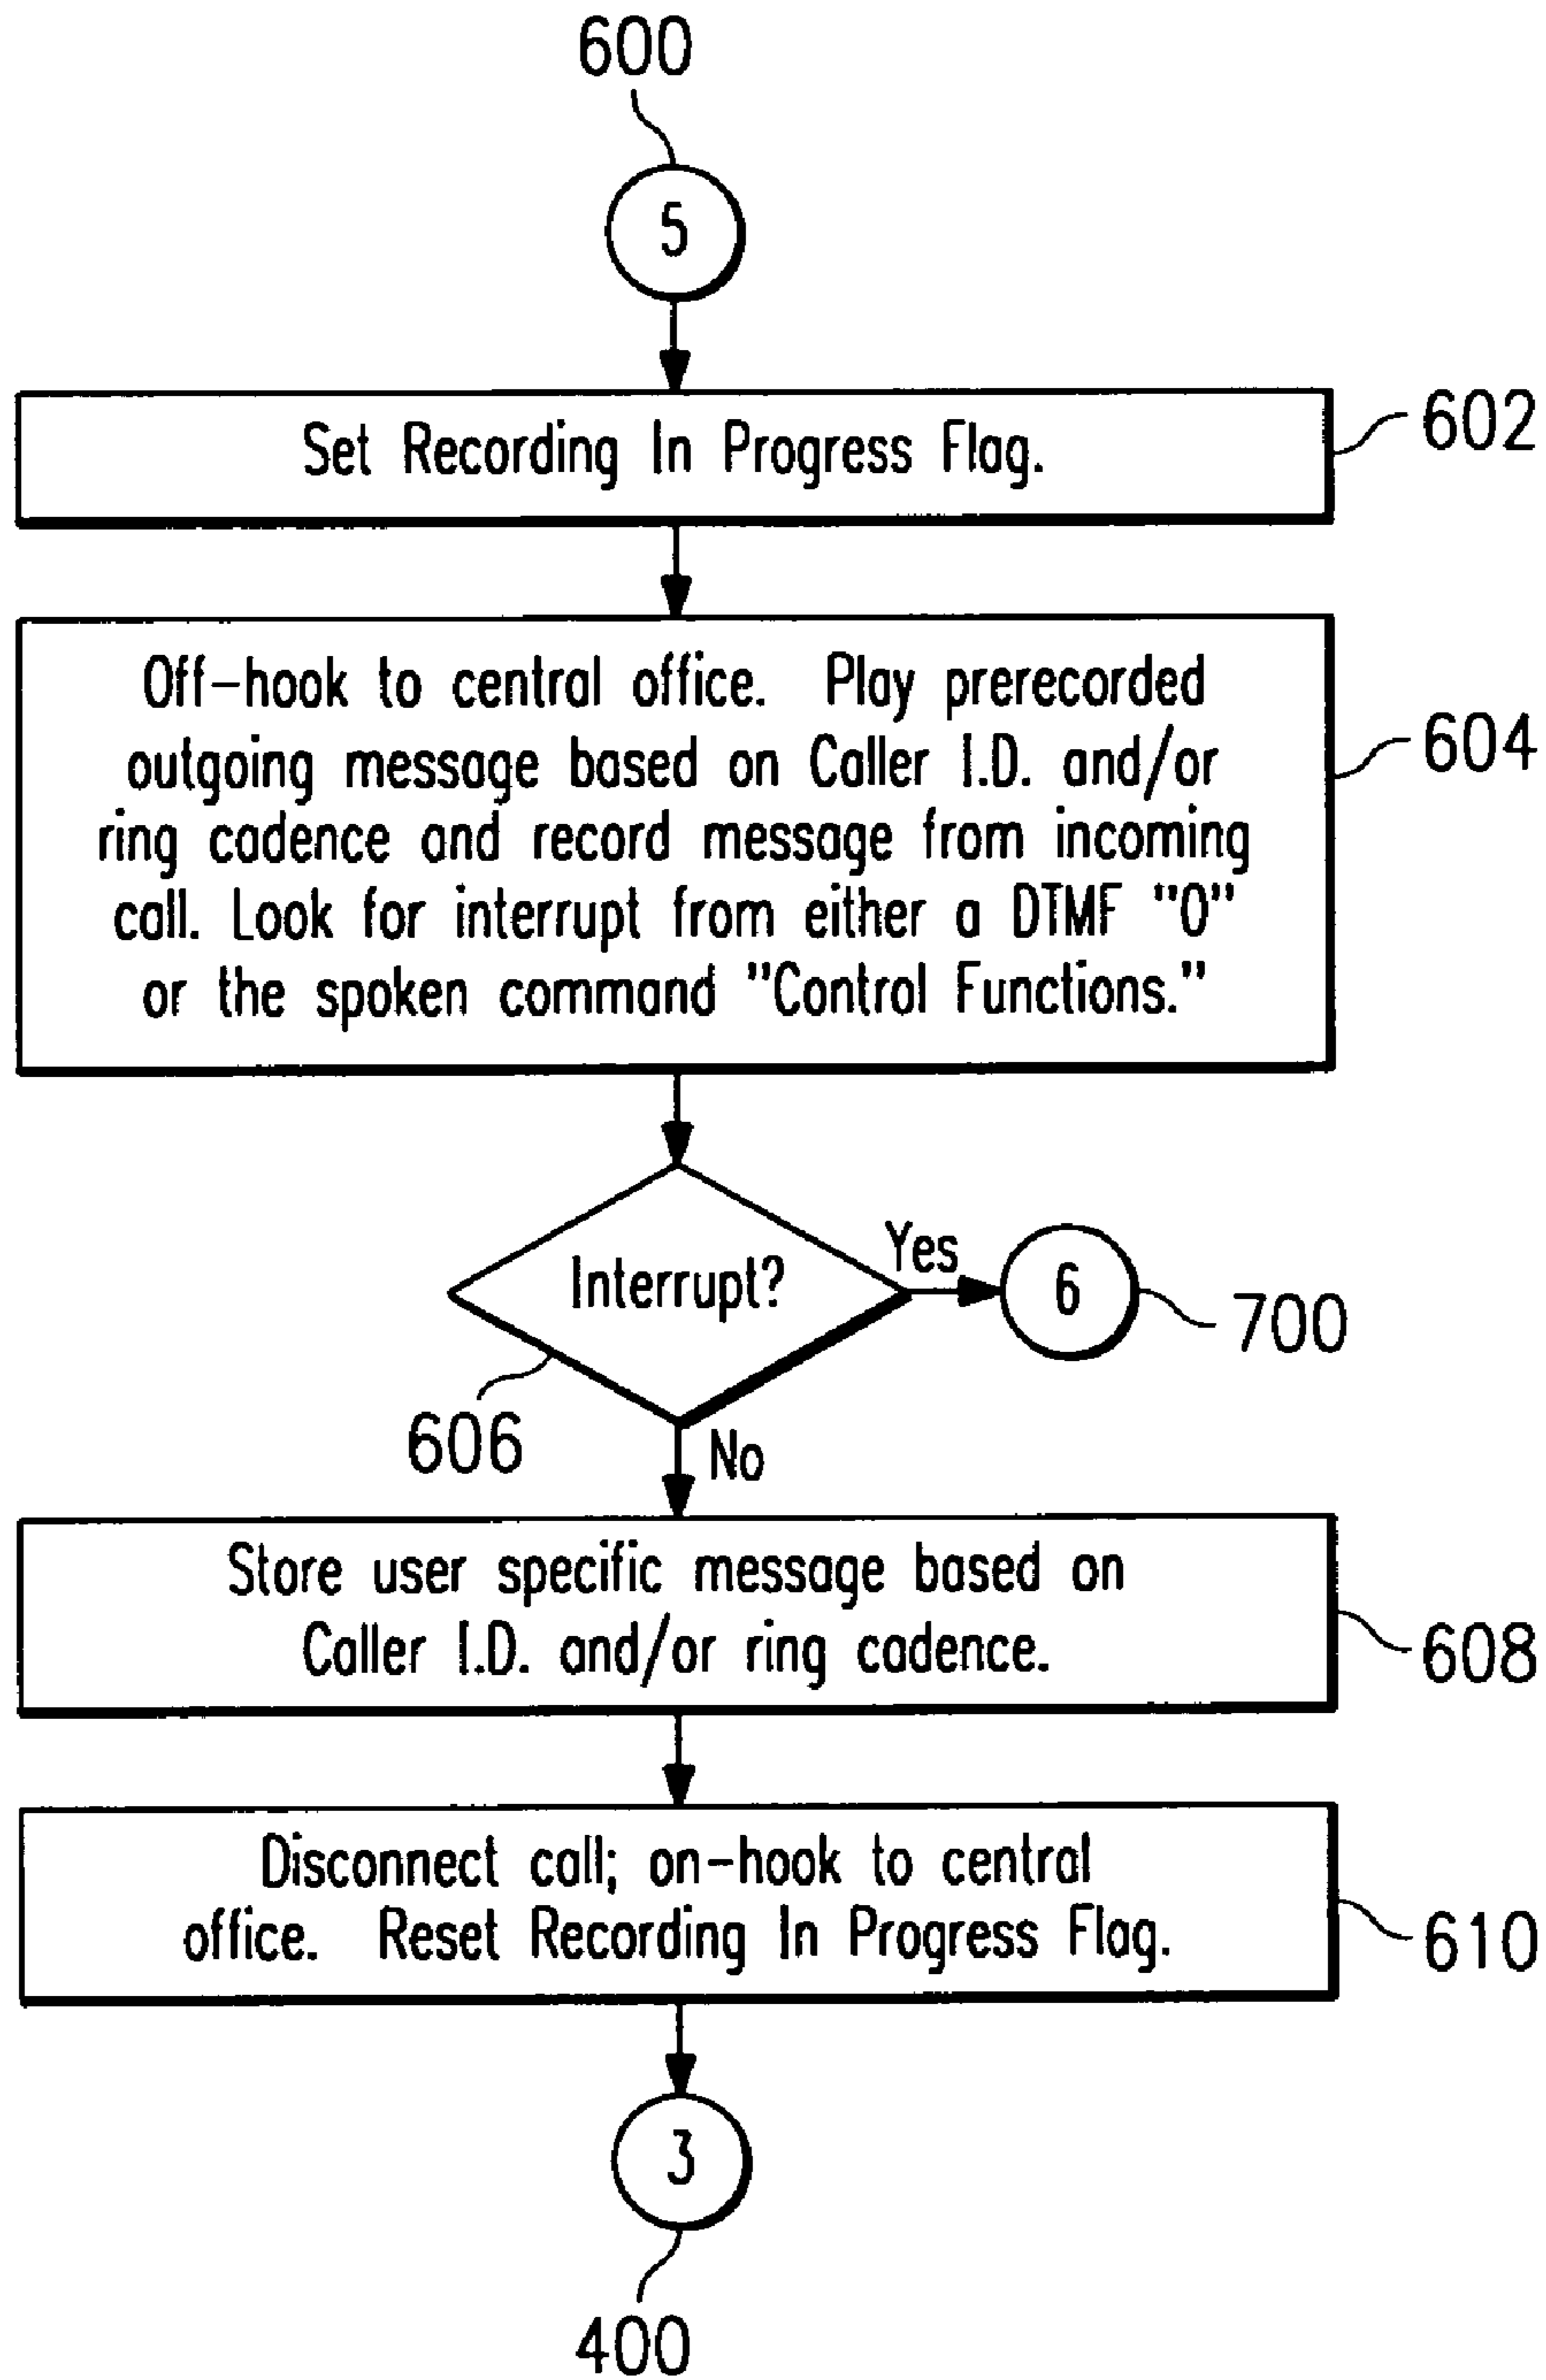 600
5
Set Recording In Progress Flag.
602
Off-hook to central office. Play prerecorded
outgoing message based on Caller I.D. and/or
ring cadence and record message from incoming
call. Look for interrupt from either a DTMF "0"
or the spoken command "Control Functions."
604
Interrupt?
Yes
6
700
606
No
Store user specific message based on
Caller I.D. and/or ring cadence.
608
Disconnect call; on-hook to central
office. Reset Recording In Progress Flag.
610
3
400